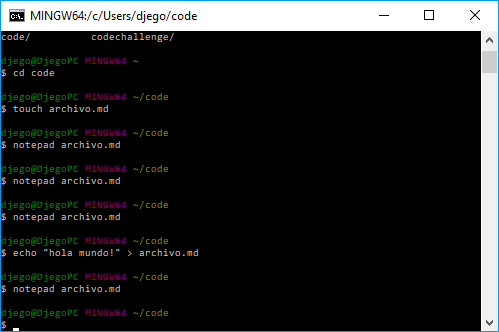 MINGW64:/c/Users/djego/code
code/          codechallenge/
djego@DjegoPC MINGW64 ~
$ cd code
djego@DjegoPC MINGW64 ~/code
$ touch archivo.md
djego@DjegoPC MINGW64 ~/code
$ notepad archivo.md
djego@DjegoPC MINGW64 ~/code
$ notepad archivo.md
djego@DjegoPC MINGW64 ~/code
$ notepad archivo.md
djego@DjegoPC MINGW64 ~/code
$ echo "hola mundo!" > archivo.md
djego@DjegoPC MINGW64 ~/code
$ notepad archivo.md
djego@DjegoPC MINGW64 ~/code
$